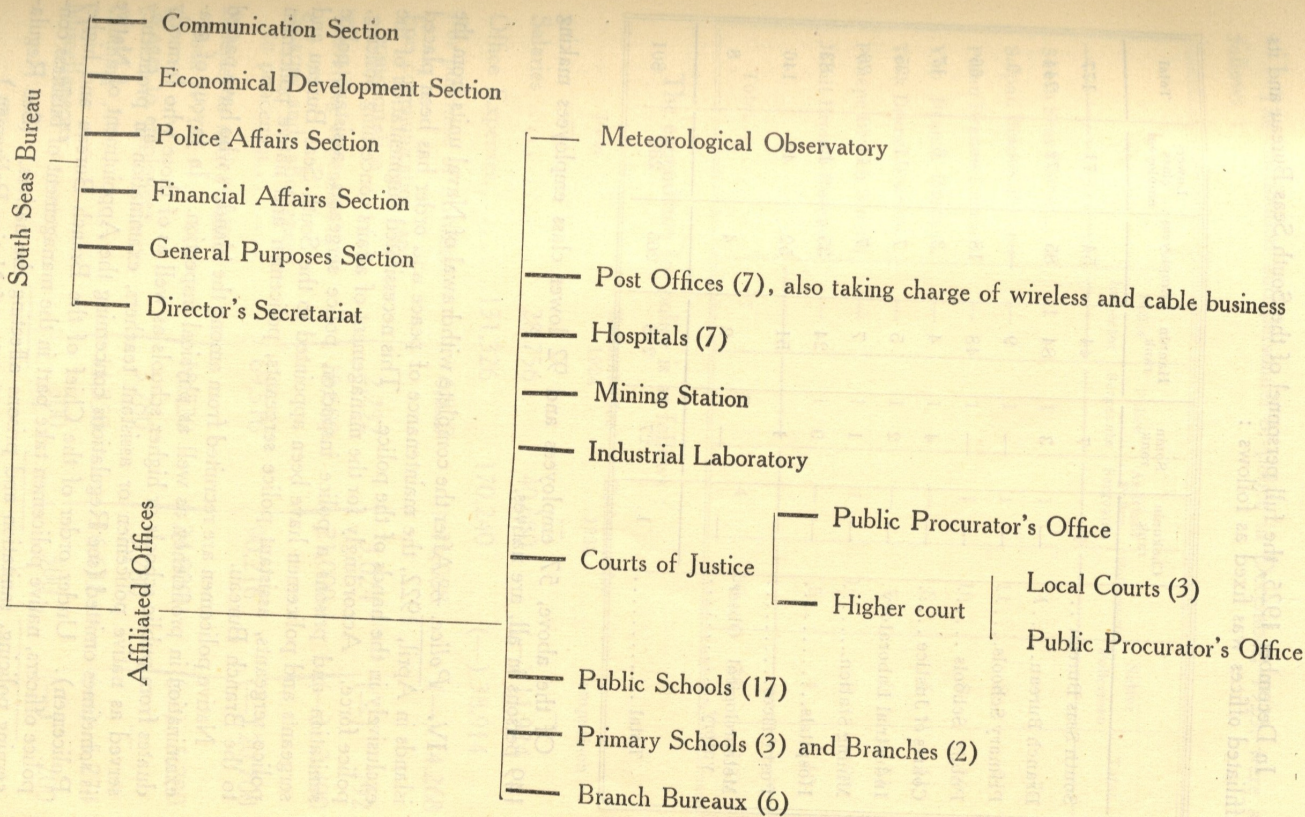 South Seas Bureau
Communication Section
Economical Development Section
Police Affairs Section
Financial Affairs Section
General Purposes Section
Director's Secretariat
Affiliated Offices
Meteorological Observatory
Post Offices (7), also taking charge of wireless and cable business
Hospitals (7)
Mining Station
Industrial Laboratory
Courts of Justice
Public Procurator's Office
Higher court
Local Courts (3)
Public Procurator's Office
Public Schools (17)
Primary Schools (3) and Branches (2)
Branch Bureaux (6)